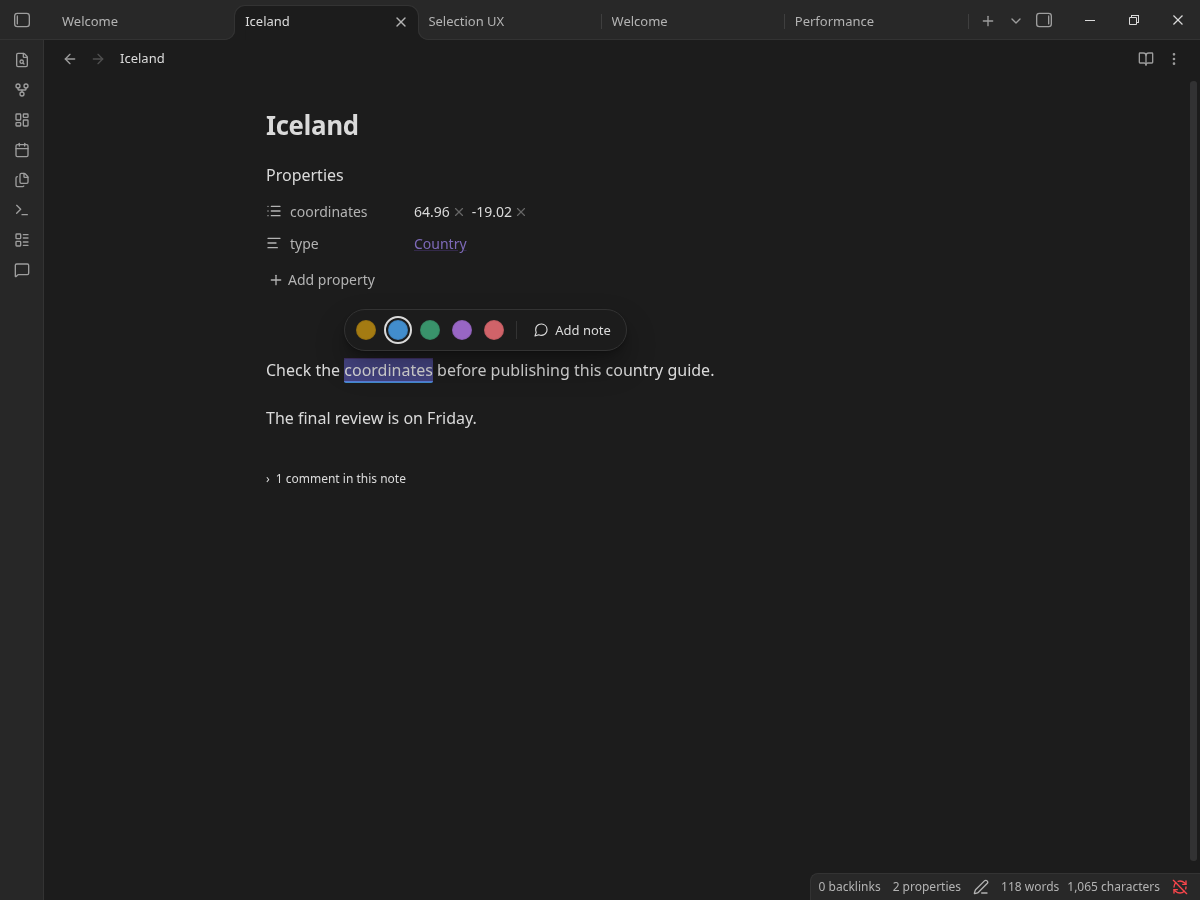 Welcome
Iceland
Selection UX
Welcome
Performance
Iceland
Iceland
Properties
coordinates 64.96 -19.02
type Country
Add property
Add note
Check the coordinates before publishing this country guide.
The final review is on Friday.
1 comment in this note
0 backlinks 2 properties 118 words 1,065 characters